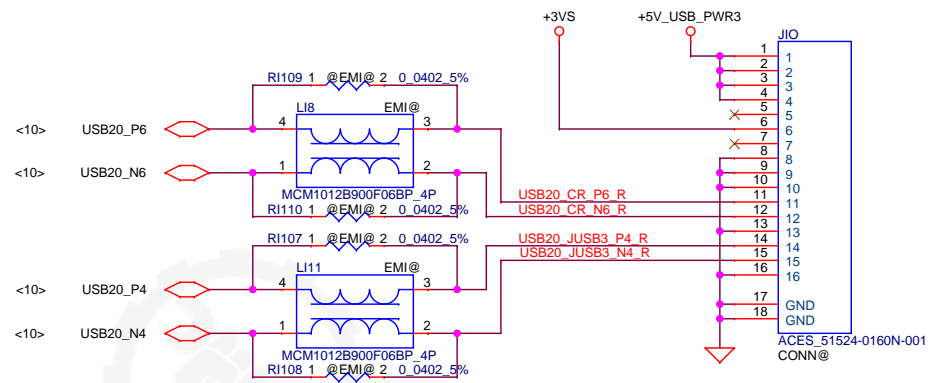 +3VS
+5V_USB_PWR3
JIO
RI109 1 @EMI@ 2 0_0402_5%
LI8 EMI@
<10> USB20_P6
4 3
<10> USB20_N6
1 2
MCM1012B900F06BP_4P
RI110 1 @EMI@ 2 0_0402_5%
USB20_CR_P6_R
USB20_CR_N6_R
RI107 1 @EMI@ 2 0_0402_5%
USB20_JUSB3_P4_R
USB20_JUSB3_N4_R
LI11 EMI@
<10> USB20_P4
4 3
<10> USB20_N4
1 2
MCM1012B900F06BP_4P
RI108 1 @EMI@ 2 0_0402_5%
1 1
2 2
3 3
4 4
5 5
6 6
7 7
8 8
9 9
10 10
11 11
12 12
13 13
14 14
15 15
16 16
17 GND
18 GND
ACES_51524-0160N-001
CONN@